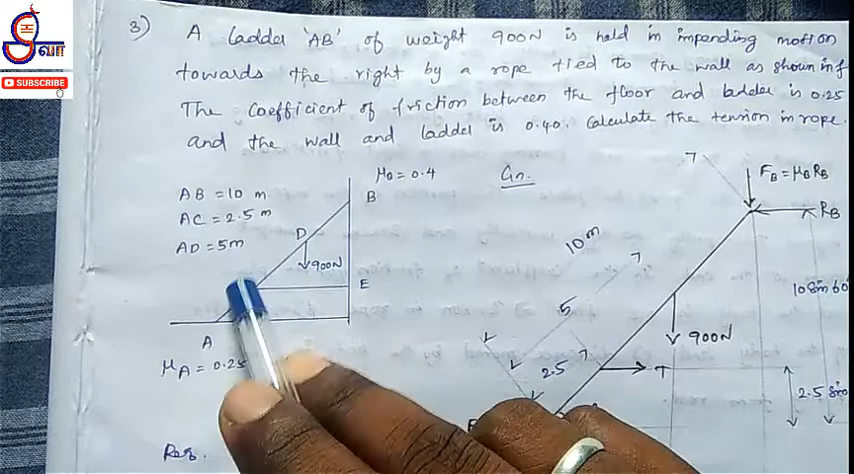 SUBSCRIBE
3) A ladder 'AB' of weight 900N is held in impending motion
towards the right by a rope tied to the wall as shown in f
The coefficient of friction between the floor and ladder is 0.25
and the wall and ladder is 0.40. Calculate the tension in rope.
AB = 10 m
AC = 2.5 m
AD = 5m
μB = 0.4
B
D
900N
E
A
μA = 0.25
Req.
Gn.
FB = μB RB
RB
10m
5
2.5
900N
T
10 sin 60
2.5 sin